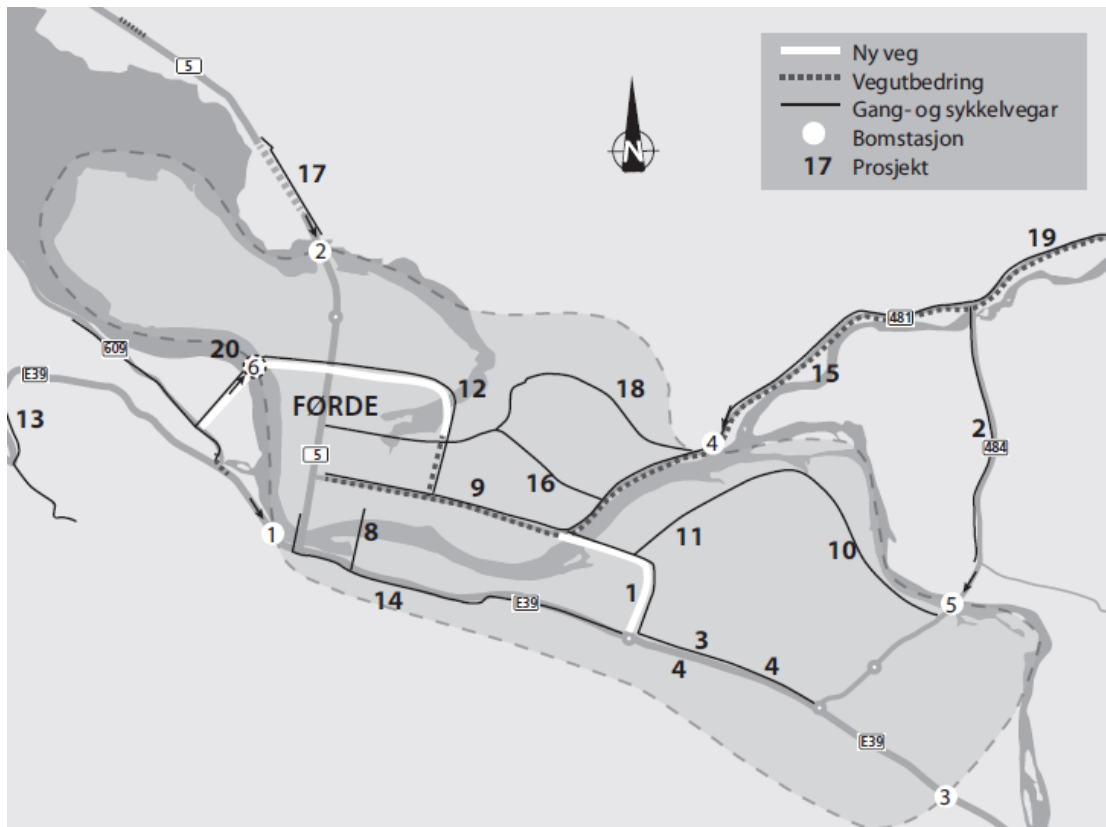 5
Ny veg
Vegutbedring
Gang- og sykkelvegar
Bomstasjon
17 Prosjekt
N
17
2
19
481
609
20
6
E39
12
18
15
13
FØRDE
2
4
484
5
9
16
11
10
1
8
14
E39
1
3
4
4
5
E39
3